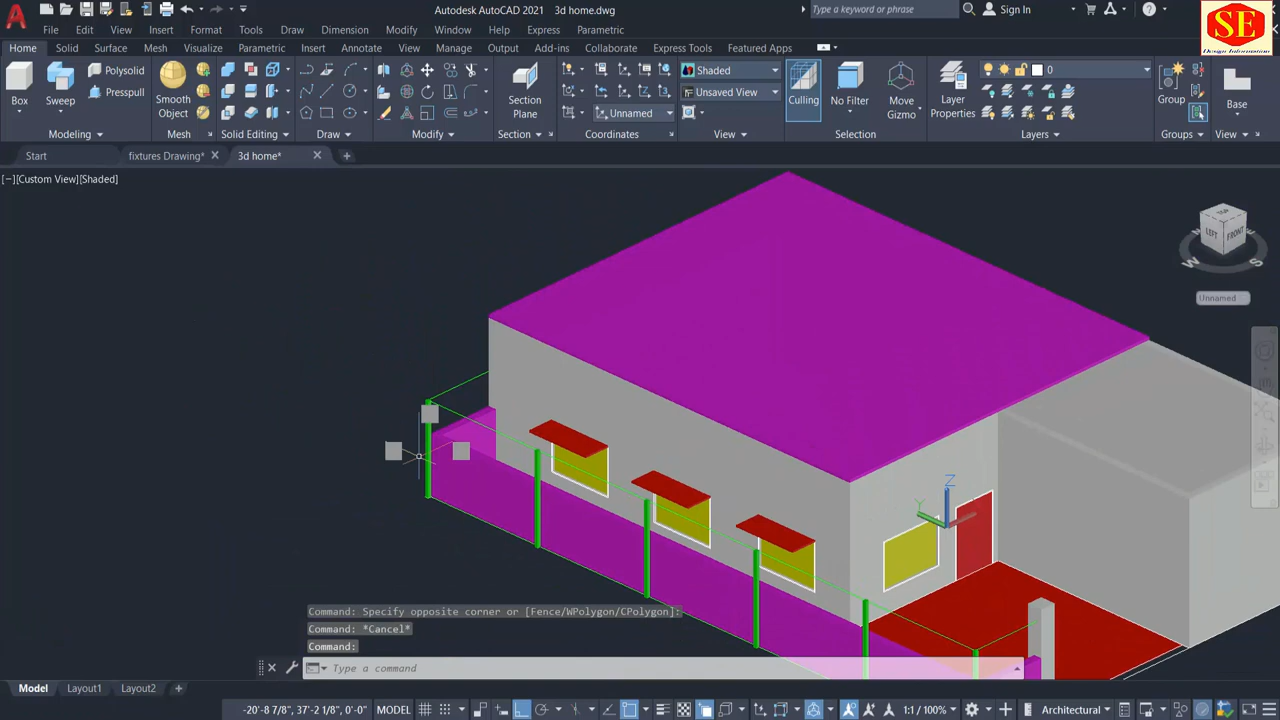 Autodesk AutoCAD 2021 3d home.dwg
Type a keyword or phrase
Sign In
SE
Design Information
File Edit View Insert Format Tools Draw Dimension Modify Window Help Express Parametric
Home Solid Surface Mesh Visualize Parametric Insert Annotate View Manage Output Add-ins Collaborate Express Tools Featured Apps
Box
Sweep
Polysolid
Presspull
Smooth
Object
Section
Plane
Unnamed
Shaded
Unsaved View
Culling
No Filter
Move
Gizmo
Layer
Properties
0
Group
Base
Modeling
Mesh
Solid Editing
Draw
Modify
Section
Coordinates
View
Selection
Layers
Groups
View
Start fixtures Drawing* 3d home*
[−][Custom View][Shaded]
TOP
LEFT
FRONT
W
S
Unnamed
Z
Y
Command: Specify opposite corner or [Fence/WPolygon/CPolygon]:
Command: *Cancel*
Command:
Type a command
Model Layout1 Layout2
-20'-8 7/8", 37'-2 1/8", 0'-0" MODEL 1:1 / 100% Architectural